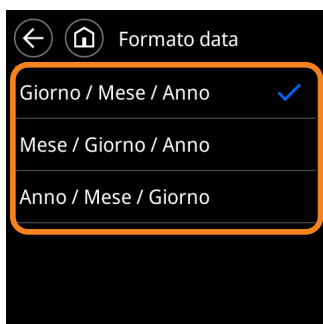 Formato data
Giorno / Mese / Anno
Mese / Giorno / Anno
Anno / Mese / Giorno